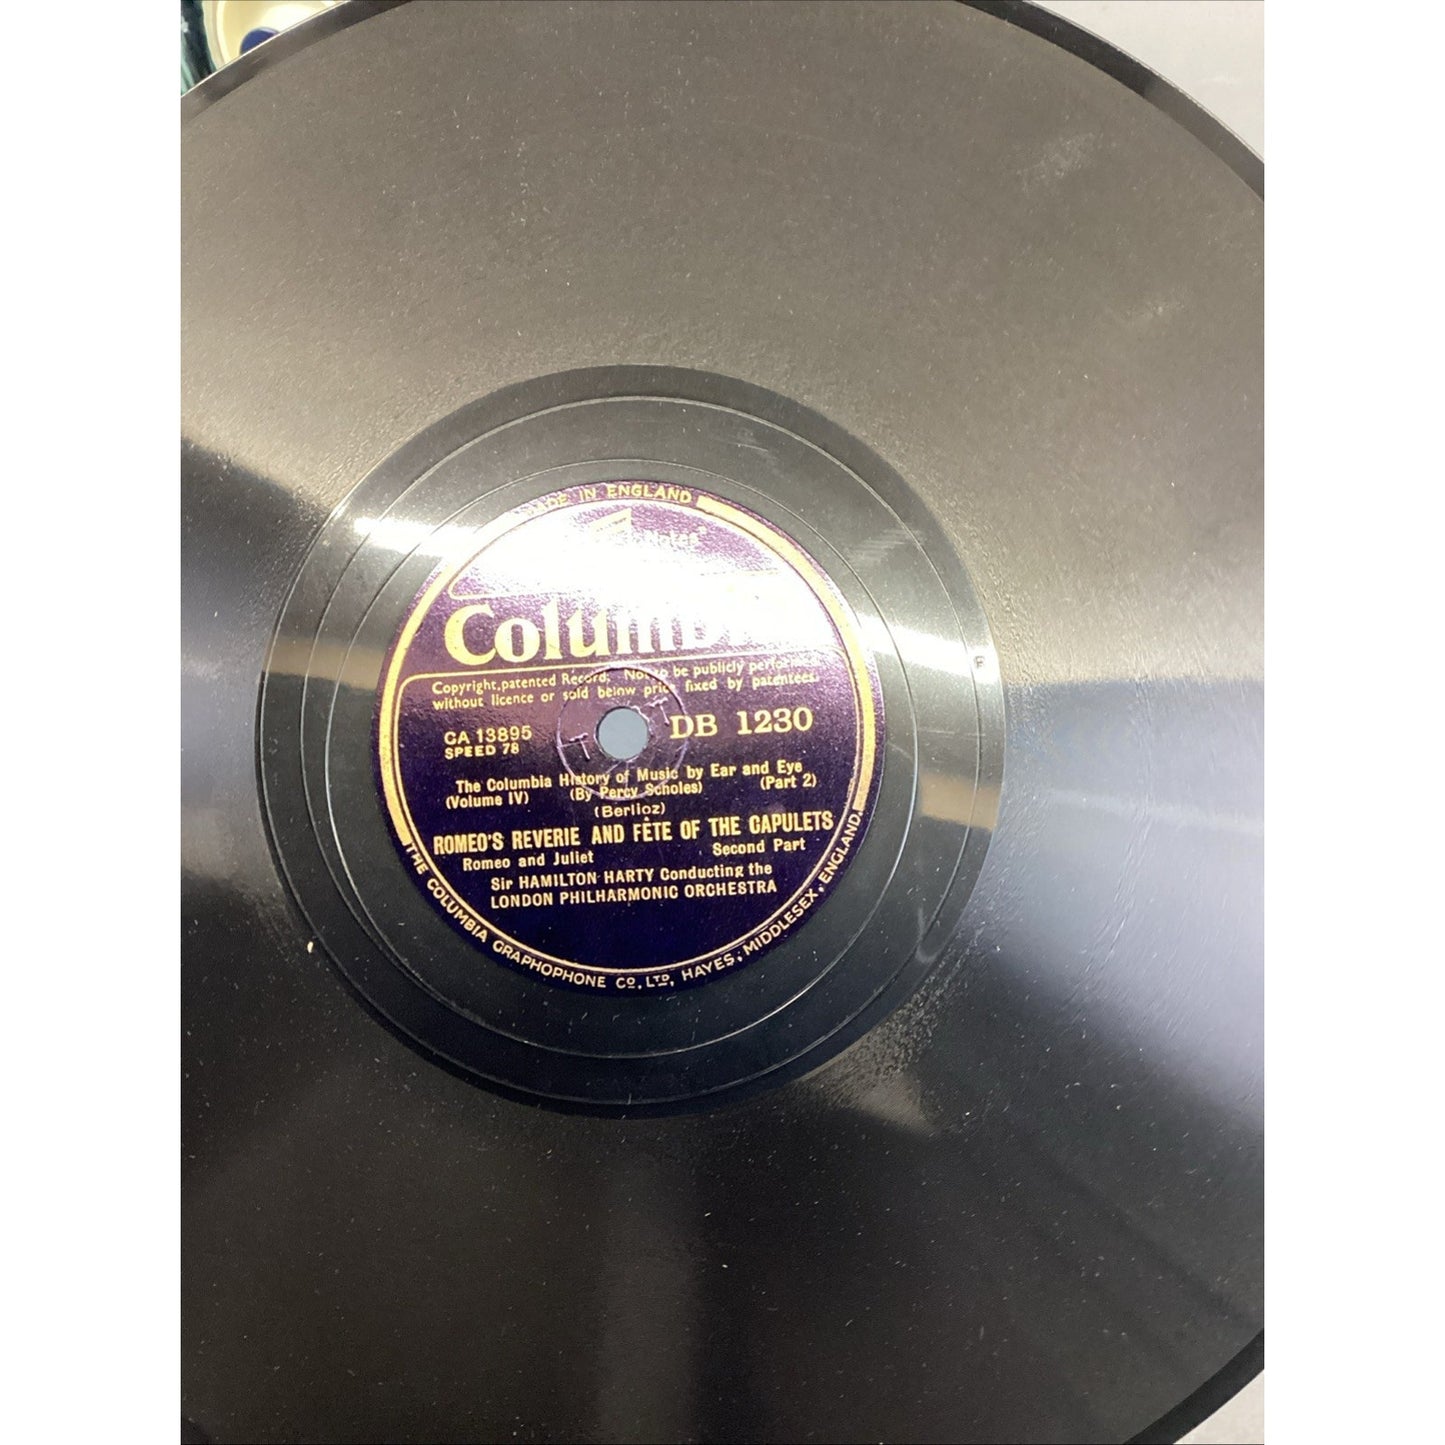 MADE IN ENGLAND
Notes
Columbia
Copyright, patented Record; Not to be publicly performed
without licence or sold below price fixed by patentees.
CA 13895 DB 1230
SPEED 78
The Columbia History of Music by Ear and Eye
(Volume IV) (By Percy Scholes) (Part 2)
(Berlioz)
ROMEO'S REVERIE AND FÊTE OF THE CAPULETS
Romeo and Juliet Second Part
Sir HAMILTON HARTY Conducting the
LONDON PHILHARMONIC ORCHESTRA
THE COLUMBIA GRAPHOPHONE Co., LTD., HAYES, MIDDLESEX, ENGLAND.
T
T
F